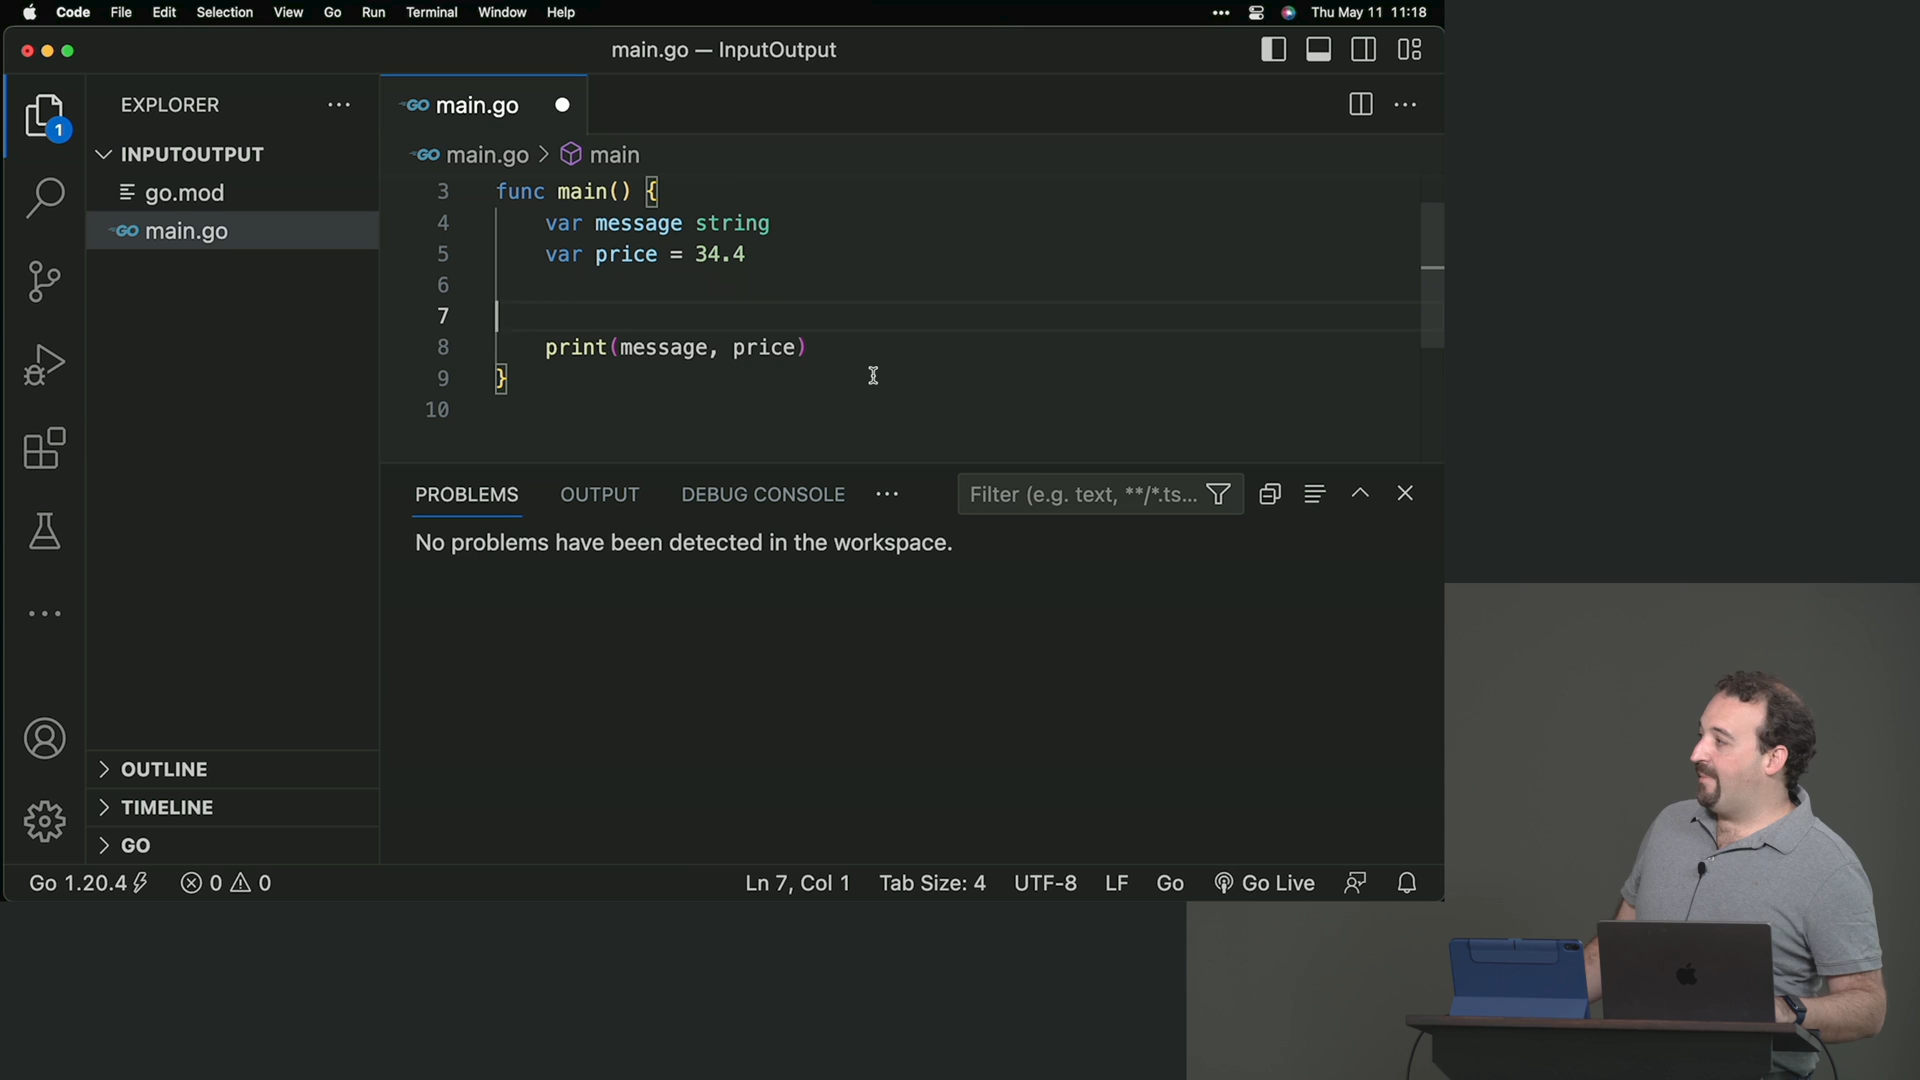 Code File Edit Selection View Go Run Terminal Window Help Thu May 11 11:18
main.go — InputOutput
EXPLORER
INPUTOUTPUT
go.mod
main.go
OUTLINE
TIMELINE
GO
GO main.go
GO main.go > main
3 func main() {
4 var message string
5 var price = 34.4
6
7
8 print(message, price)
9 }
10
PROBLEMS OUTPUT DEBUG CONSOLE Filter (e.g. text, **/*.ts...
No problems have been detected in the workspace.
1
GO
Go 1.20.4 0 0 Ln 7, Col 1 Tab Size: 4 UTF-8 LF Go Go Live